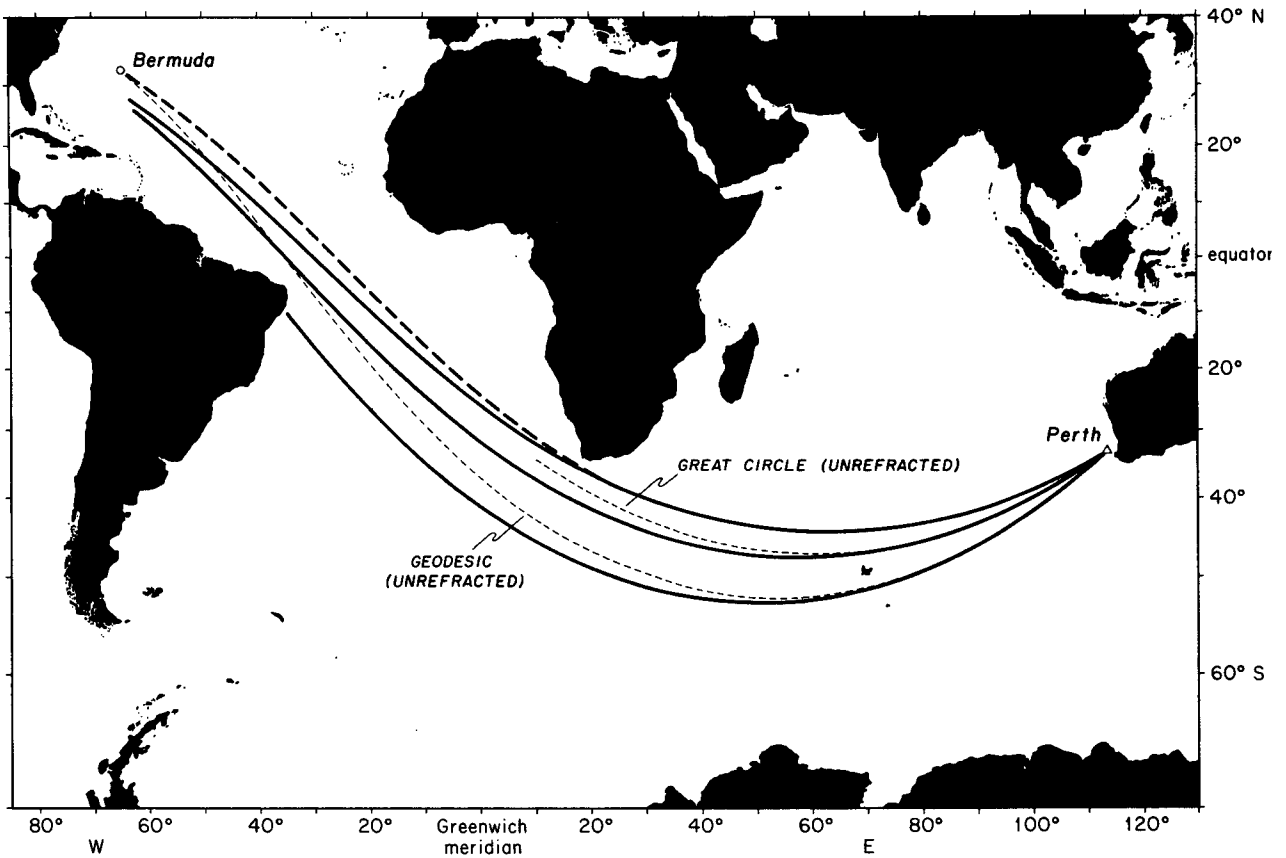 40° N
Bermuda
20°
equator
20°
Perth
GREAT CIRCLE (UNREFRACTED)
40°
GEODESIC
(UNREFRACTED)
60° S
80° 60° 40° 20° Greenwich 20° 40° 60° 80° 100° 120°
W meridian E